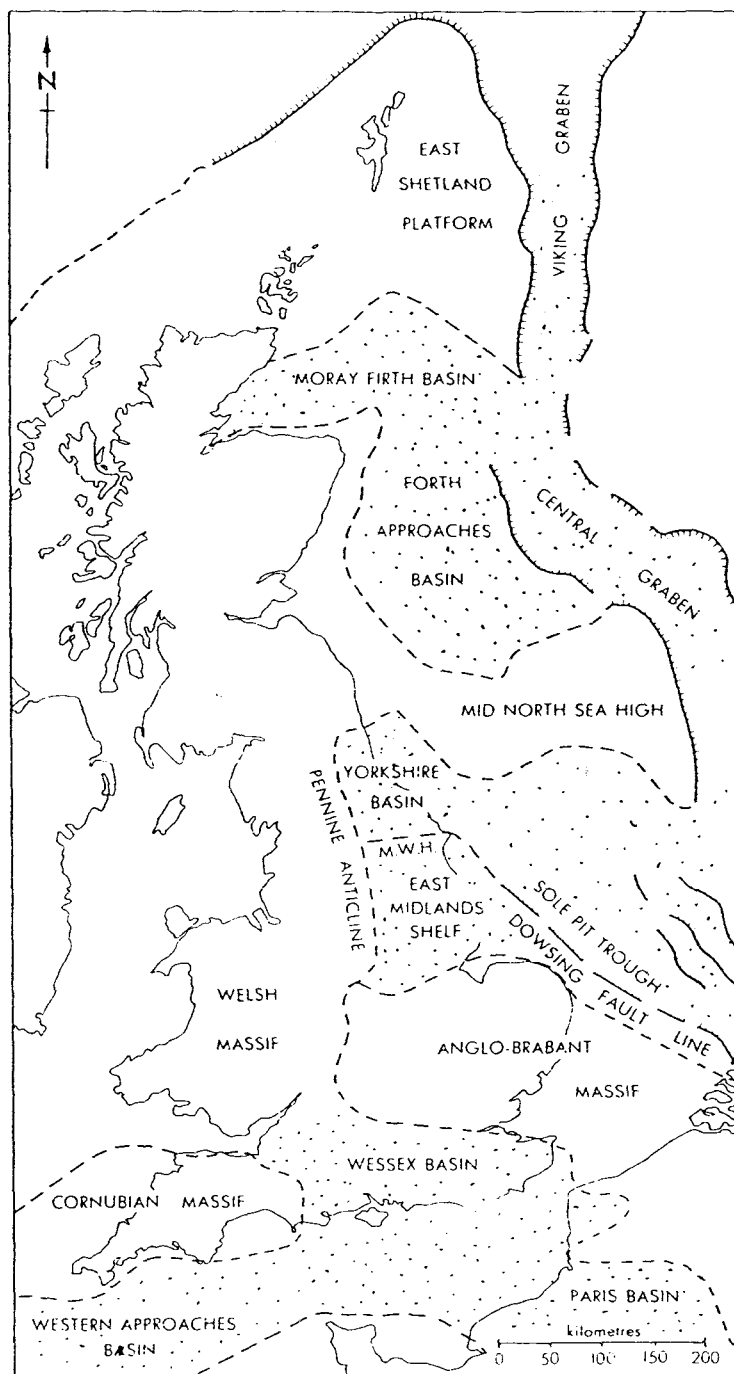 N
EAST
SHETLAND
PLATFORM
VIKING GRABEN
MORAY FIRTH BASIN
FORTH
APPROACHES
BASIN
CENTRAL
GRABEN
MID NORTH SEA HIGH
YORKSHIRE
BASIN
PENNINE ANTICLINE
M.W.H.
EAST
MIDLANDS
SHELF
SOLE PIT TROUGH
DOWSING FAULT LINE
WELSH
MASSIF
ANGLO-BRABANT
MASSIF
WESSEX BASIN
CORNUBIAN MASSIF
WESTERN APPROACHES
BASIN
PARIS BASIN
kilometres
0 50 100 150 200